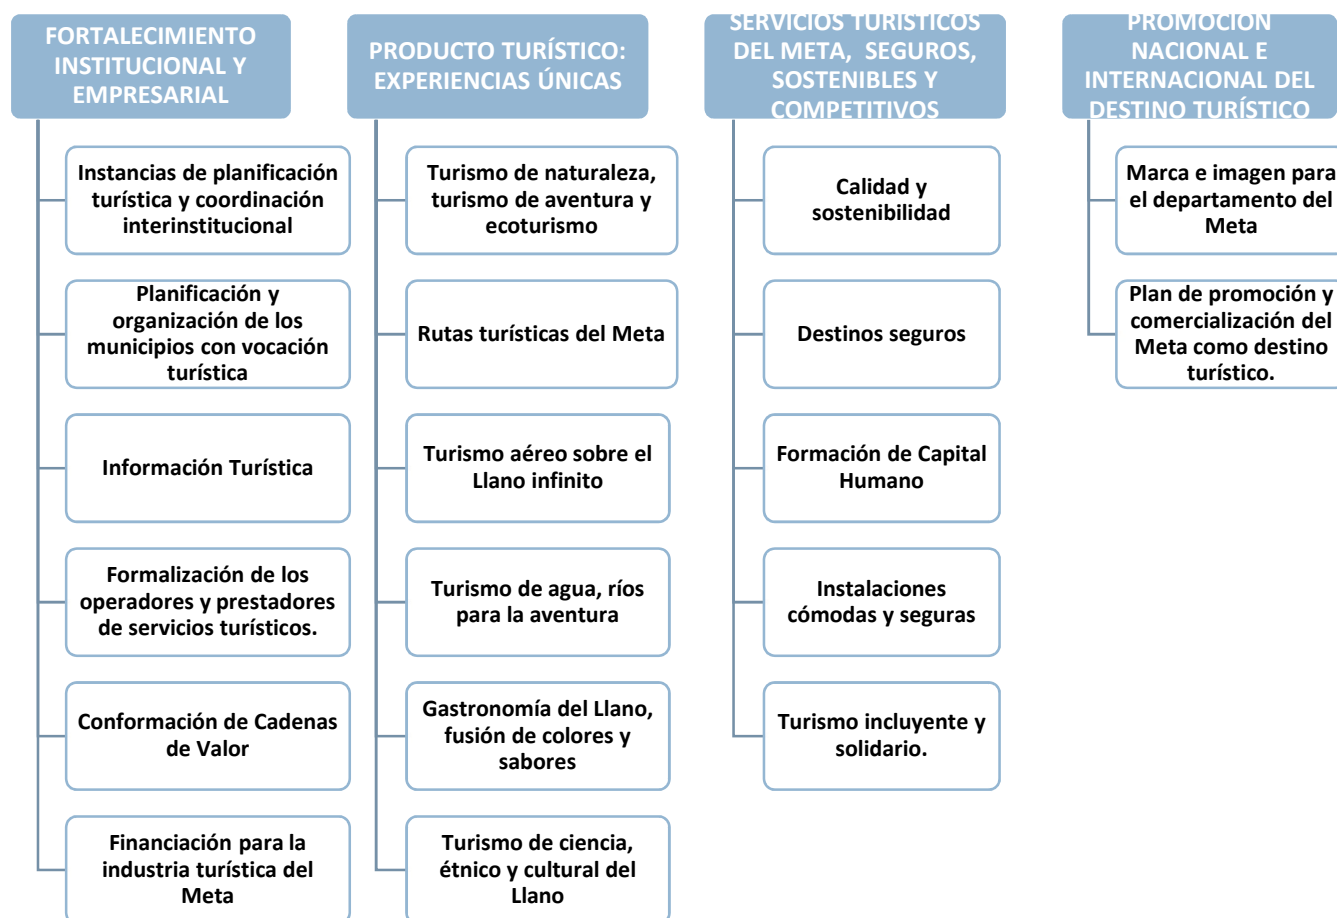 FORTALECIMIENTO
INSTITUCIONAL Y
EMPRESARIAL
Instancias de planificación
turística y coordinación
interinstitucional
Planificación y
organización de los
municipios con vocación
turística
Información Turística
Formalización de los
operadores y prestadores
de servicios turísticos.
Conformación de Cadenas
de Valor
Financiación para la
industria turística del
Meta
PRODUCTO TURÍSTICO:
EXPERIENCIAS ÚNICAS
Turismo de naturaleza,
turismo de aventura y
ecoturismo
Rutas turísticas del Meta
Turismo aéreo sobre el
Llano infinito
Turismo de agua, ríos
para la aventura
Gastronomía del Llano,
fusión de colores y
sabores
Turismo de ciencia,
étnico y cultural del
Llano
SERVICIOS TURÍSTICOS
DEL META, SEGUROS,
SOSTENIBLES Y
COMPETITIVOS
Calidad y
sostenibilidad
Destinos seguros
Formación de Capital
Humano
Instalaciones
cómodas y seguras
Turismo incluyente y
solidario.
PROMOCIÓN
NACIONAL E
INTERNACIONAL DEL
DESTINO TURÍSTICO
Marca e imagen para
el departamento del
Meta
Plan de promoción y
comercialización del
Meta como destino
turístico.